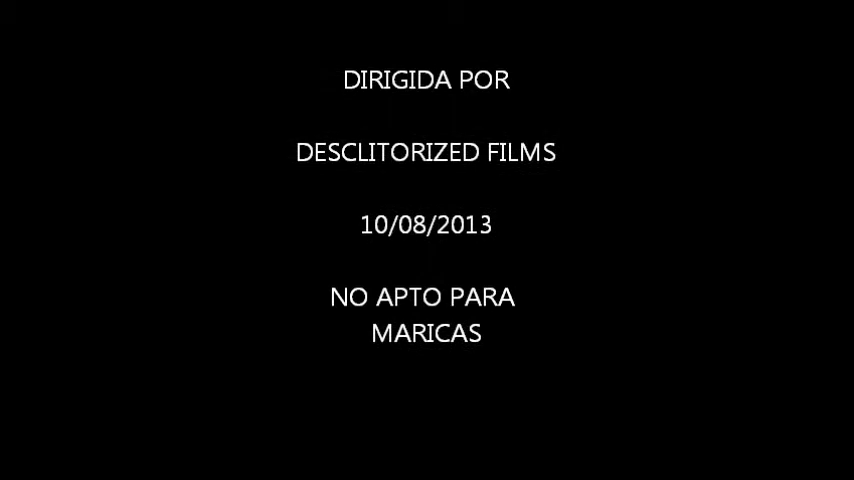 DIRIGIDA POR
DESCLITORIZED FILMS
10/08/2013
NO APTO PARA
MARICAS